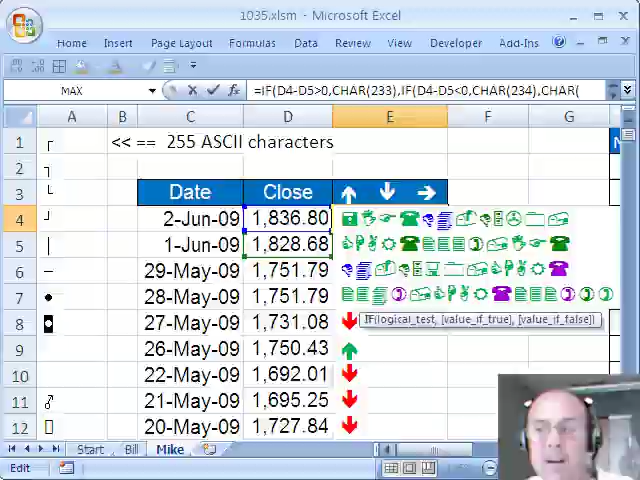 1035.xlsm - Microsoft Excel
Home Insert Page Layout Formulas Data Review View Developer Add-Ins
MAX =IF(D4-D5>0,CHAR(233),IF(D4-D5<0,CHAR(234),CHAR(
A B C D E F G
1 << == 255 ASCII characters
2
3 Date Close
4 2-Jun-09 1,836.80
5 1-Jun-09 1,828.68
6 29-May-09 1,751.79
7 28-May-09 1,751.79
8 27-May-09 1,731.08 IF(logical_test, [value_if_true], [value_if_false])
9 26-May-09 1,750.43
10 22-May-09 1,692.01
11 21-May-09 1,695.25
12 20-May-09 1,727.84
Start Bill Mike
Edit